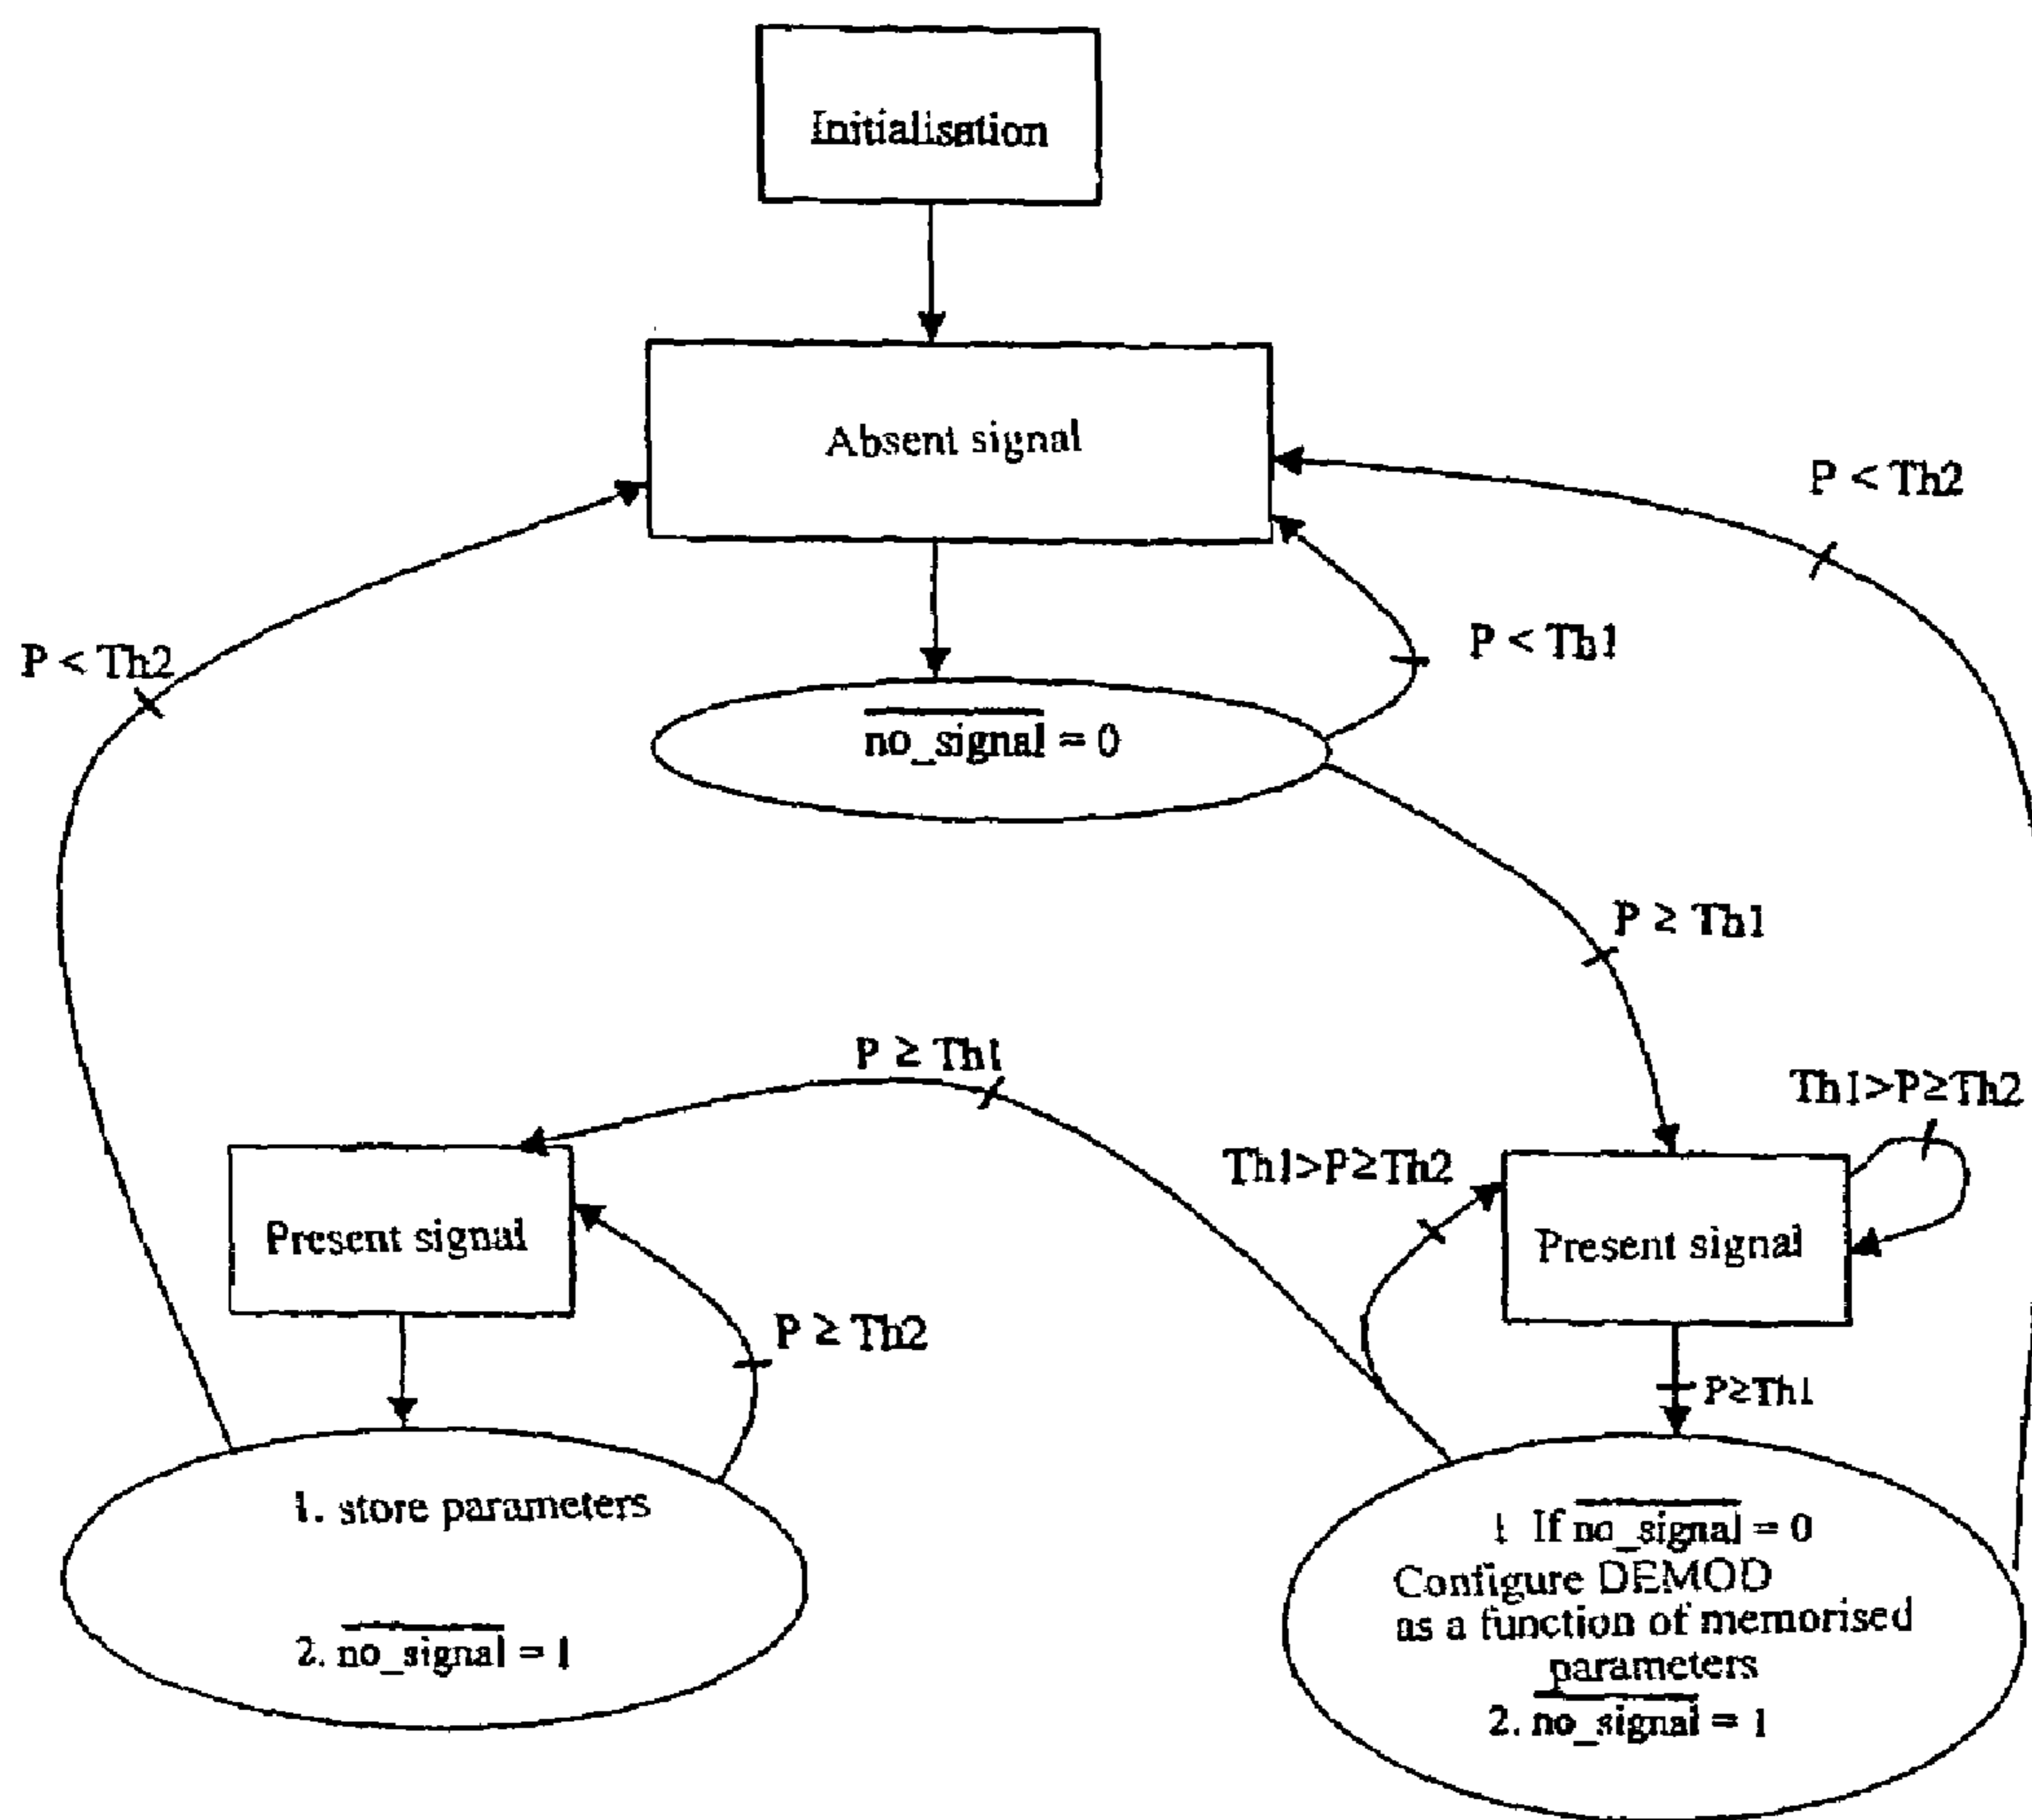 Initialisation
Absent signal
P < Th2
P < Th2
P < Th1
no_signal = 0
P ≥ Th1
P ≥ Th1
Th1>P≥Th2
Th1>P≥Th2
Present signal
Present signal
P ≥ Th2
P≥Th1
1. store parameters
2. no_signal = 1
1 If no_signal = 0
Configure DEMOD
as a function of memorised
parameters
2. no_signal = 1